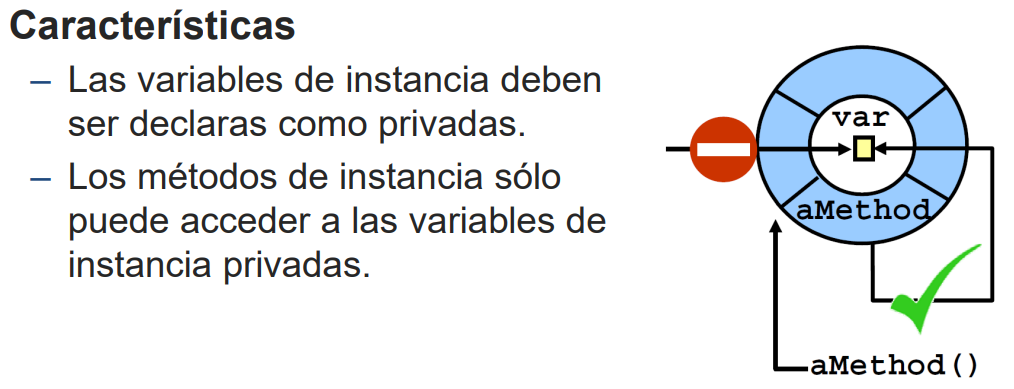 Características
– Las variables de instancia deben
ser declaras como privadas.
– Los métodos de instancia sólo
puede acceder a las variables de
instancia privadas.
var
aMethod
aMethod()